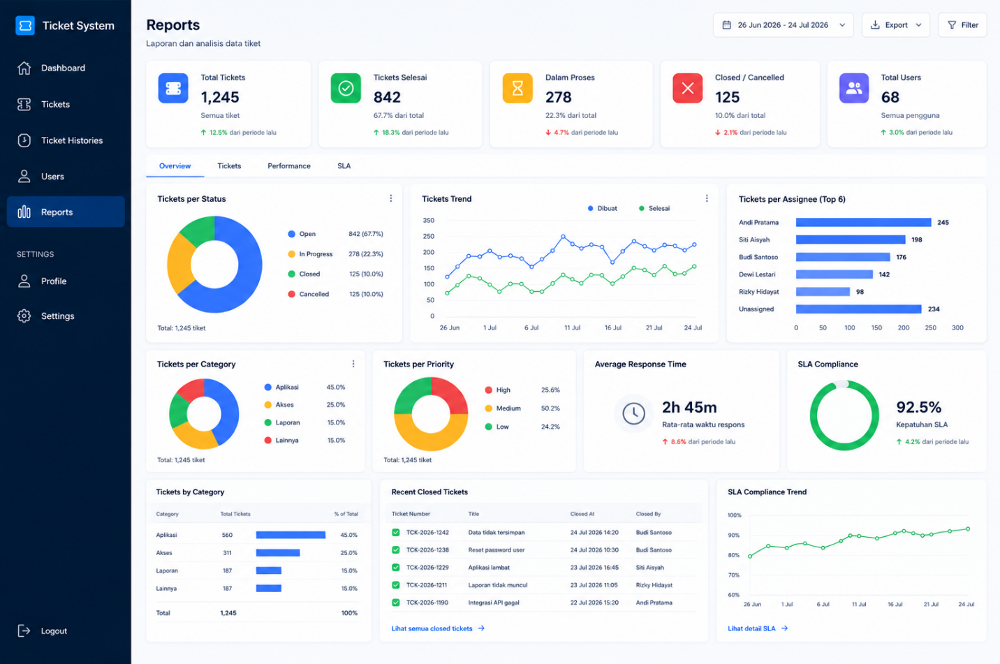 Ticket System
Dashboard
Tickets
Ticket Histories
Users
Reports
SETTINGS
Profile
Settings
Logout
Reports
Laporan dan analisis data tiket
26 Jun 2026 - 24 Jul 2026
Export
Filter
Total Tickets
1,245
Semua tiket
↑ 12.5% dari periode lalu
Tickets Selesai
842
67.7% dari total
↑ 18.3% dari periode lalu
Dalam Proses
278
22.3% dari total
↓ 4.7% dari periode lalu
Closed / Cancelled
125
10.0% dari total
↓ 2.1% dari periode lalu
Total Users
68
Semua pengguna
↑ 3.0% dari periode lalu
Overview Tickets Performance SLA
Tickets per Status
Open 842 (67.7%)
In Progress 278 (22.3%)
Closed 125 (10.0%)
Cancelled 125 (10.0%)
Total: 1,245 tiket
Tickets Trend
Dibuat Selesai
350
250
200
150
100
50
0
26 Jun 1 Jul 6 Jul 11 Jul 16 Jul 21 Jul 24 Jul
Tickets per Assignee (Top 6)
Andi Pratama 245
Siti Aisyah 198
Budi Santoso 176
Dewi Lestari 142
Rizky Hidayat 98
Unassigned 234
0 50 100 150 200 250 300
Tickets per Category
Aplikasi 45.0%
Akses 25.0%
Laporan 15.0%
Lainnya 15.0%
Total: 1,245 tiket
Tickets per Priority
High 25.6%
Medium 50.2%
Low 24.2%
Total: 1,245 tiket
Average Response Time
2h 45m
Rata-rata waktu respons
↑ 8.6% dari periode lalu
SLA Compliance
92.5%
Kepatuhan SLA
↑ 4.2% dari periode lalu
Tickets by Category
Category Total Tickets % of Total
Aplikasi 560 45.0%
Akses 311 25.0%
Laporan 187 15.0%
Lainnya 187 15.0%
Total 1,245 100%
Recent Closed Tickets
Ticket Number Title Closed At Closed By
TCK-2026-1242 Data tidak tersimpan 24 Jul 2026 14:20 Budi Santoso
TCK-2026-1238 Reset password user 24 Jul 2026 10:30 Budi Santoso
TCK-2026-1229 Aplikasi lambat 23 Jul 2026 16:45 Siti Aisyah
TCK-2026-1211 Laporan tidak muncul 23 Jul 2026 11:05 Rizky Hidayat
TCK-2026-1190 Integrasi API gagal 22 Jul 2026 15:20 Andi Pratama
Lihat semua closed tickets →
SLA Compliance Trend
100%
90%
80%
70%
60%
26 Jun 1 Jul 6 Jul 11 Jul 16 Jul 21 Jul 24 Jul
Lihat detail SLA →